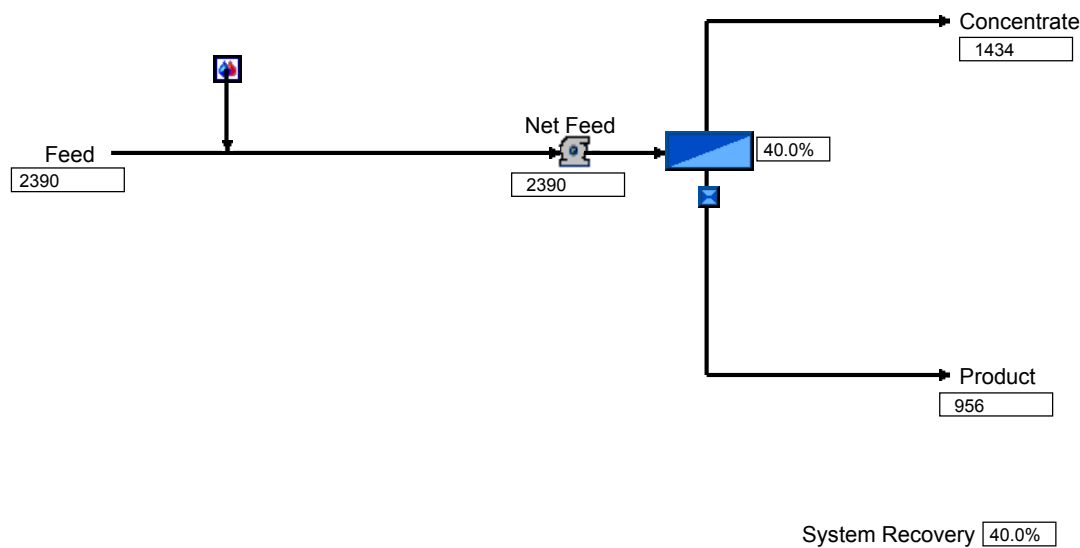 Concentrate
1434
Net Feed
Feed
40.0%
2390
2390
Product
956
System Recovery 40.0%